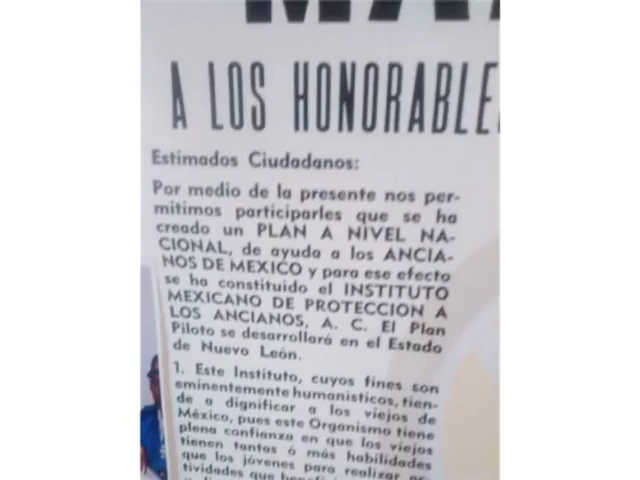 A LOS HONORABLE
Estimados Ciudadanos:
Por medio de la presente nos per-
mitimos participarles que se ha
creado un PLAN A NIVEL NA-
CIONAL, de ayuda a los ANCIA-
NOS DE MEXICO y para ese efecto
se ha constituído el INSTITUTO
MEXICANO DE PROTECCION A
LOS ANCIANOS, A. C. El Plan
Piloto se desarrollará en el Estado
de Nuevo León.
1. Este Instituto, cuyos fines son
eminentemente humanísticos, tien-
de a dignificar a los viejos de
México, pues este Organismo tiene
plena confianza en que los viejos
tienen tantas ó más habilidades
que los jóvenes para realizar ac-
tividades que